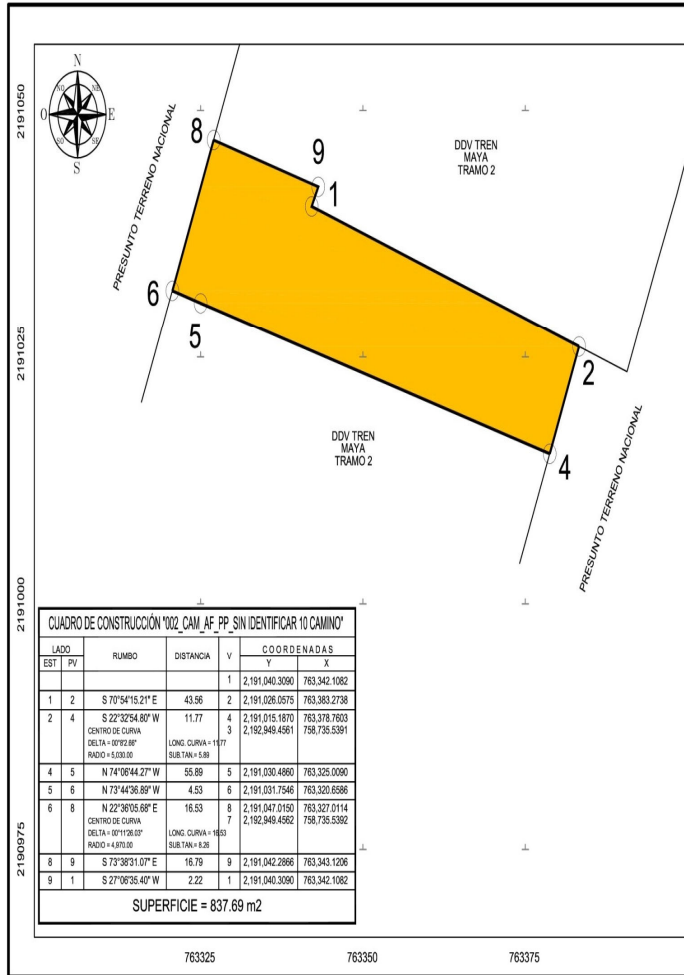 N
NO
NE
O
E
SO
SE
S
2191050
2191025
2191000
2190975
PRESUNTO TERRENO NACIONAL
8
9
1
DDV TREN
MAYA
TRAMO 2
6
5
2
4
DDV TREN
MAYA
TRAMO 2
PRESUNTO TERRENO NACIONAL
CUADRO DE CONSTRUCCIÓN "002_CAM_AF_PP_SIN IDENTIFICAR 10 CAMINO"
LADO RUMBO DISTANCIA V COORDENADAS
EST PV Y X
1 2,191,040.3090 763,342.1082
1 2 S 70°54'15.21" E 43.56 2 2,191,026.0575 763,383.2738
2 4 S 22°32'54.80" W 11.77 4 2,191,015.1870 763,378.7603
CENTRO DE CURVA 3 2,192,949.4561 758,735.5391
DELTA = 00°8'2.86" LONG. CURVA = 11.77
RADIO = 5,030.00 SUB.TAN.= 5.89
4 5 N 74°06'44.27" W 55.89 5 2,191,030.4860 763,325.0090
5 6 N 73°44'36.89" W 4.53 6 2,191,031.7546 763,320.6586
6 8 N 22°36'05.68" E 16.53 8 2,191,047.0150 763,327.0114
CENTRO DE CURVA 7 2,192,949.4562 758,735.5392
DELTA = 00°11'26.03" LONG. CURVA = 16.53
RADIO = 4,970.00 SUB.TAN.= 8.26
8 9 S 73°38'31.07" E 16.79 9 2,191,042.2866 763,343.1206
9 1 S 27°06'35.40" W 2.22 1 2,191,040.3090 763,342.1082
SUPERFICIE = 837.69 m2
763325
763350
763375